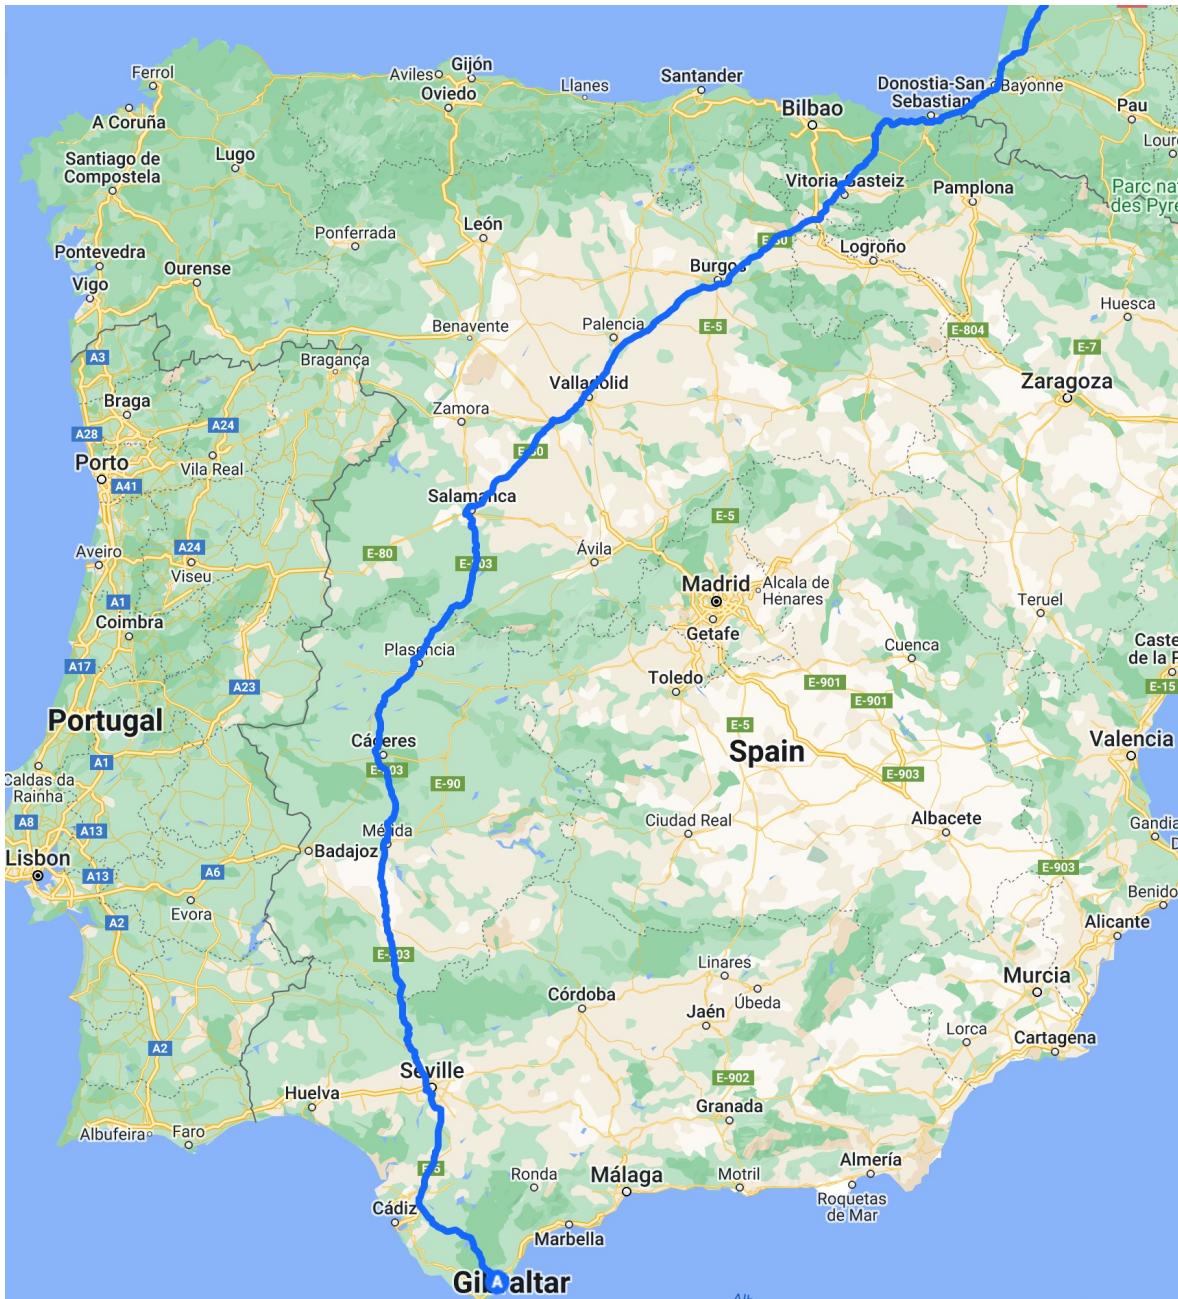 Ferrol
Avilés
Gijón
Oviedo
Llanes
Santander
Bilbao
Donostia-San
Sebastian
Bayonne
Pau
A Coruña
Santiago de
Compostela
Lugo
Lour
Parc na
des Pyre
Vitoria-Gasteiz
Pamplona
Pontevedra
Vigo
Ourense
Ponferrada
León
E-80
Logroño
Burgos
Huesca
A3
Bragança
Benavente
Palencia
E-5
E-804
E-7
Braga
A28
A24
Zamora
Valladolid
Zaragoza
Porto
A41
Vila Real
E-80
Salamanca
E-5
Aveiro
A24
Viseu
E-80
E-803
Ávila
A1
Coimbra
Madrid
Alcala de
Henares
Getafe
Teruel
A17
A23
Plasencia
Toledo
Cuenca
Caste
de la P
E-901
E-901
E-15
Portugal
A1
Cáceres
E-803
E-90
E-5
Spain
E-903
Valencia
Caldas da
Rainha
A8
A13
Mérida
Ciudad Real
Albacete
Gandia
D
Lisbon
A13
A6
Badajoz
E-903
A2
Evora
Benido
Alicante
E-803
Linares
Úbeda
Murcia
Córdoba
Jaén
Lorca
Cartagena
A2
Seville
Huelva
E-902
Granada
Albufeira
Faro
E-5
Ronda
Málaga
Motril
Almería
Roquetas
de Mar
Cádiz
Marbella
Gibraltar
A
Alb